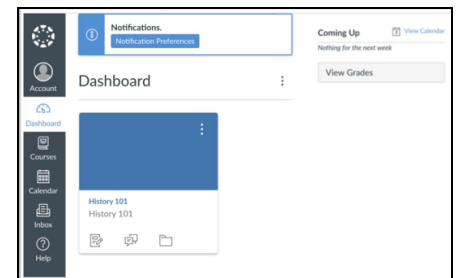 Notifications.
Notification Preferences
Coming Up
View Calendar
Nothing for the next week
View Grades
Dashboard
Account
Dashboard
Courses
Calendar
Inbox
Help
History 101
History 101